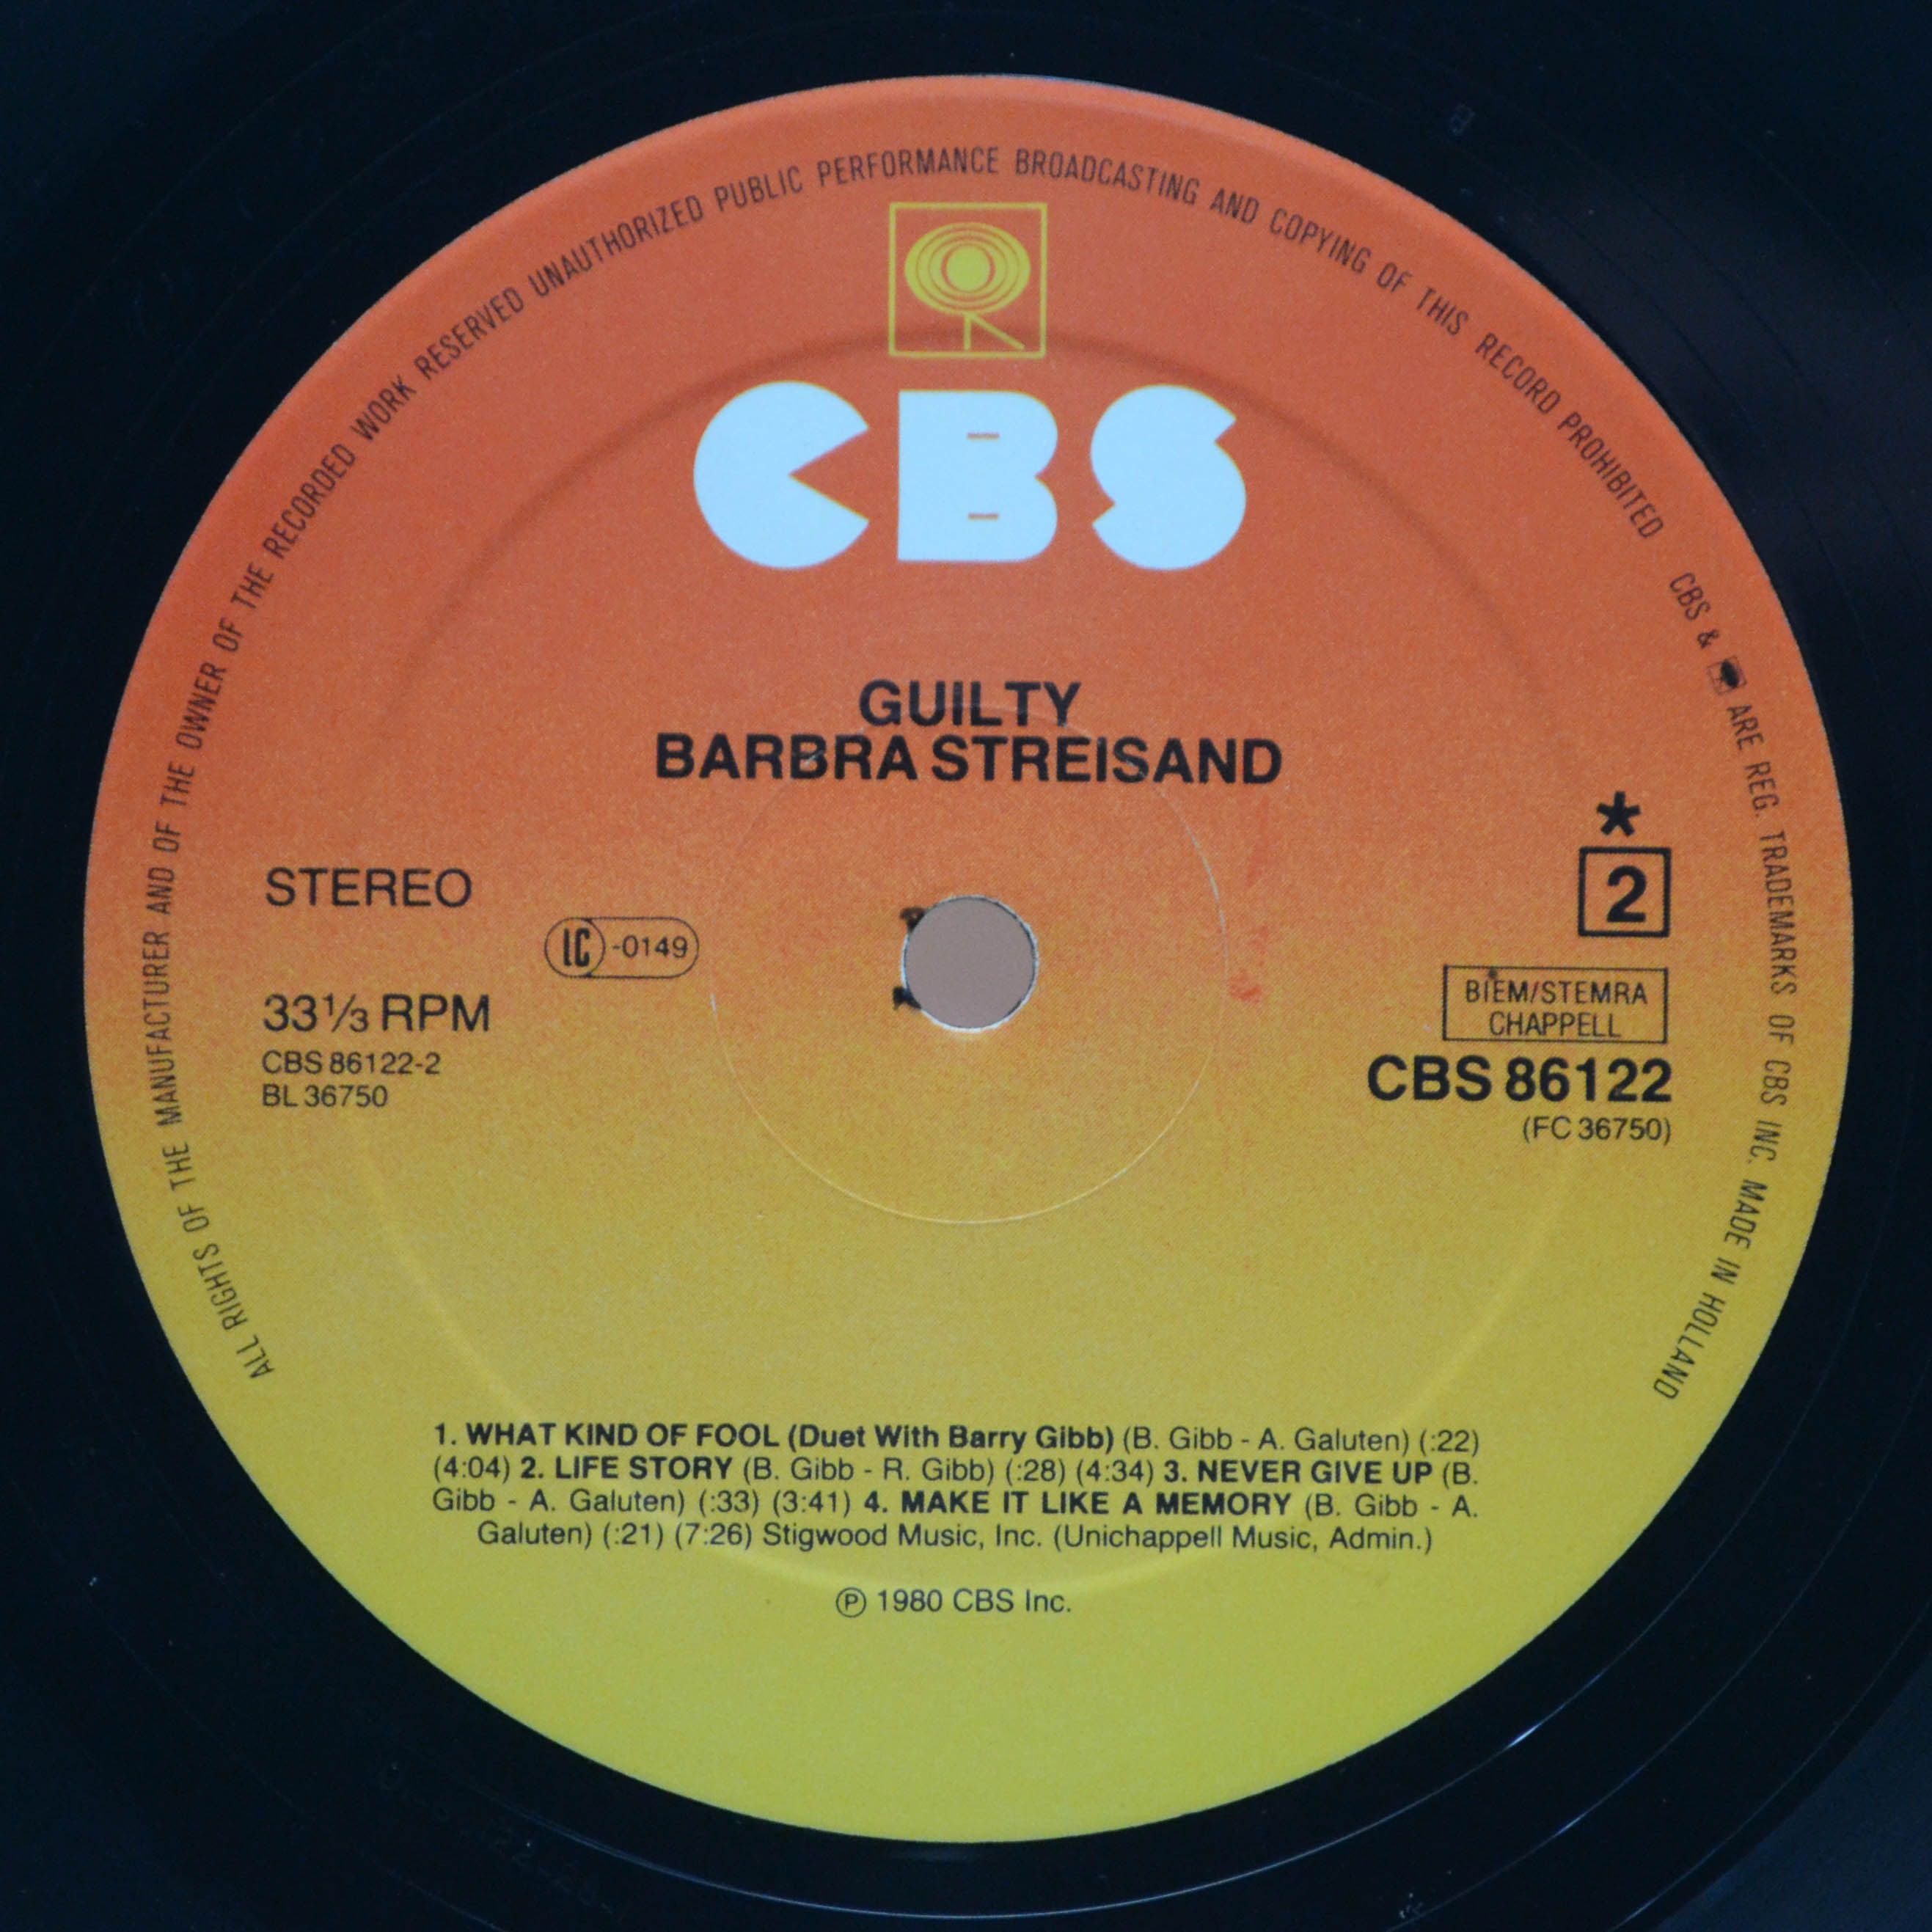 ALL RIGHTS OF THE MANUFACTURER AND OF THE OWNER OF THE RECORDED WORK RESERVED UNAUTHORIZED PUBLIC PERFORMANCE BROADCASTING AND COPYING OF THIS RECORD PROHIBITED CBS & ARE REG. TRADEMARKS OF CBS INC. MADE IN HOLLAND
CBS
GUILTY
BARBRA STREISAND
STEREO
LC-0149
33⅓ RPM
CBS 86122-2
BL 36750
*
2
BIEM/STEMRA
CHAPPELL
CBS 86122
(FC 36750)
1. WHAT KIND OF FOOL (Duet With Barry Gibb) (B. Gibb - A. Galuten) (:22)
(4:04) 2. LIFE STORY (B. Gibb - R. Gibb) (:28) (4:34) 3. NEVER GIVE UP (B.
Gibb - A. Galuten) (:33) (3:41) 4. MAKE IT LIKE A MEMORY (B. Gibb - A.
Galuten) (:21) (7:26) Stigwood Music, Inc. (Unichappell Music, Admin.)
℗ 1980 CBS Inc.